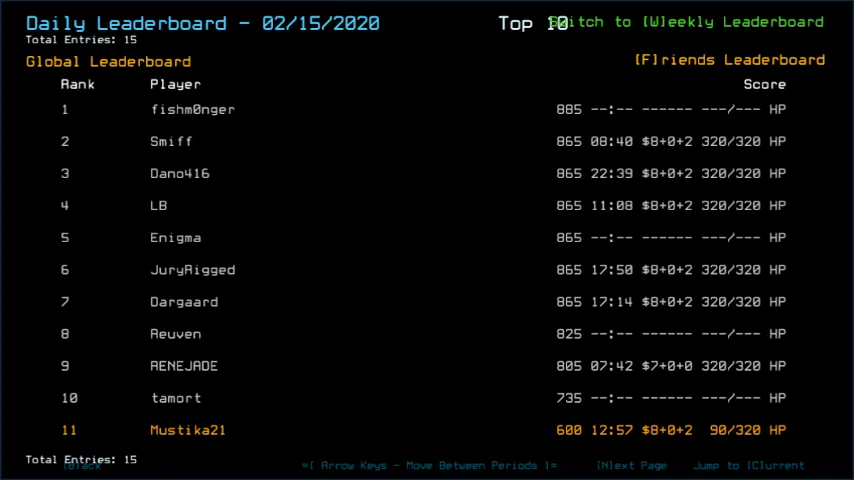 Daily Leaderboard - 02/15/2020 Top 10 Switch to [W]eekly Leaderboard
Total Entries: 15
Global Leaderboard [F]riends Leaderboard
Rank Player Score
1 fishm0nger 885 --:-- ------ ---/--- HP
2 Smiff 865 08:40 $8+0+2 320/320 HP
3 Dano416 865 22:39 $8+0+2 320/320 HP
4 LB 865 11:08 $8+0+2 320/320 HP
5 Enigma 865 --:-- ------ ---/--- HP
6 JuryRigged 865 17:50 $8+0+2 320/320 HP
7 Dargaard 865 17:14 $8+0+2 320/320 HP
8 Reuven 825 --:-- ------ ---/--- HP
9 RENEJADE 805 07:42 $7+0+0 320/320 HP
10 tamort 735 --:-- ------ ---/--- HP
11 Mustika21 600 12:57 $8+0+2 90/320 HP
Total Entries: 15
[B]ack =[ Arrow Keys - Move Between Periods ]= [N]ext Page Jump to [C]urrent